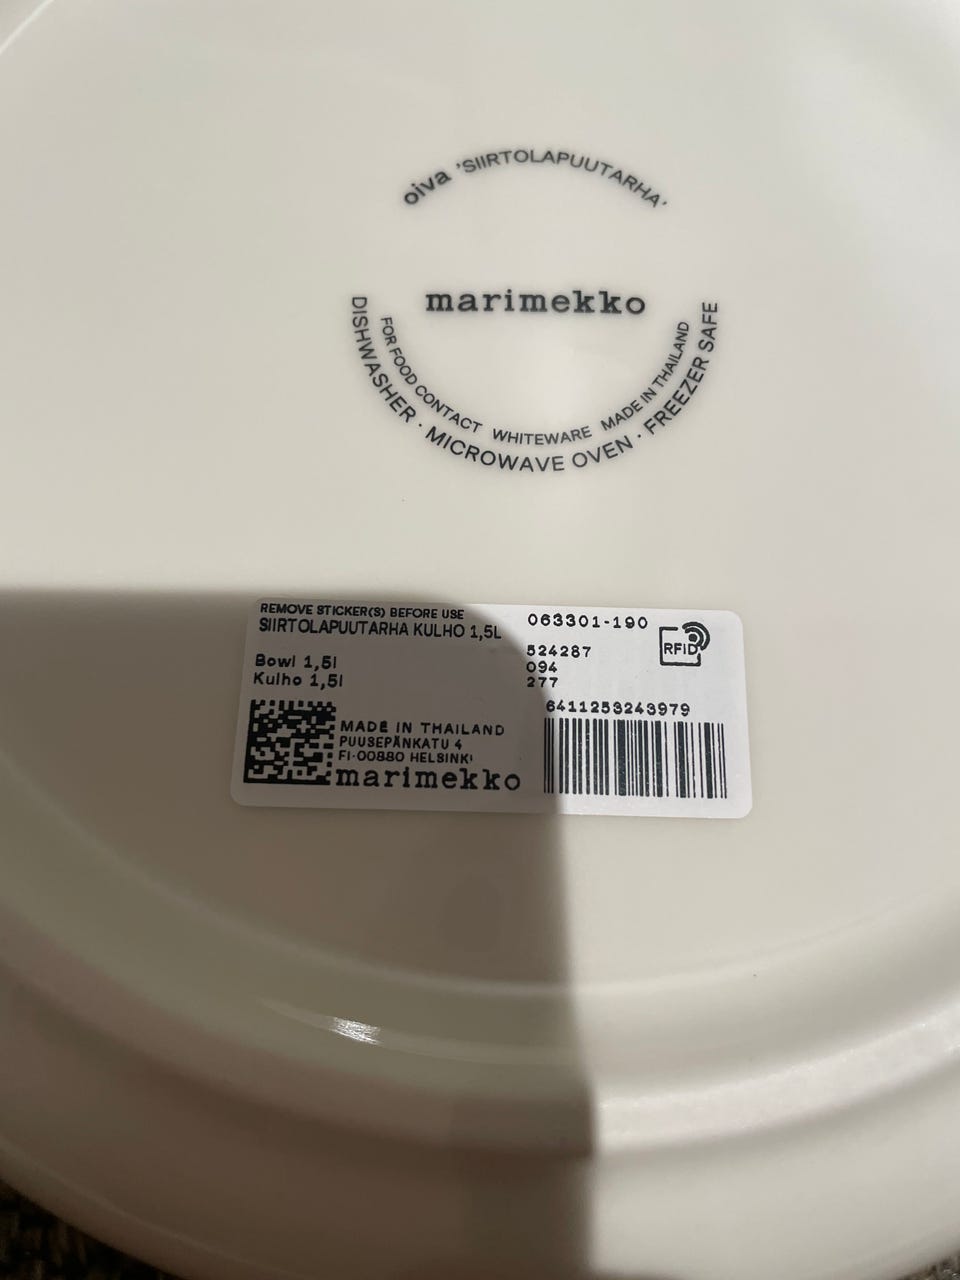 oiva 'SIIRTOLAPUUTARHA'
marimekko
FOR FOOD CONTACT WHITEWARE MADE IN THAILAND
DISHWASHER · MICROWAVE OVEN · FREEZER SAFE
REMOVE STICKER(S) BEFORE USE
SIIRTOLAPUUTARHA KULHO 1,5L
Bowl 1,5l
Kulho 1,5l
MADE IN THAILAND
PUUSEPÄNKATU 4
FI-00880 HELSINKI
marimekko
063301-190
RFID
524287
094
277
6411253243979